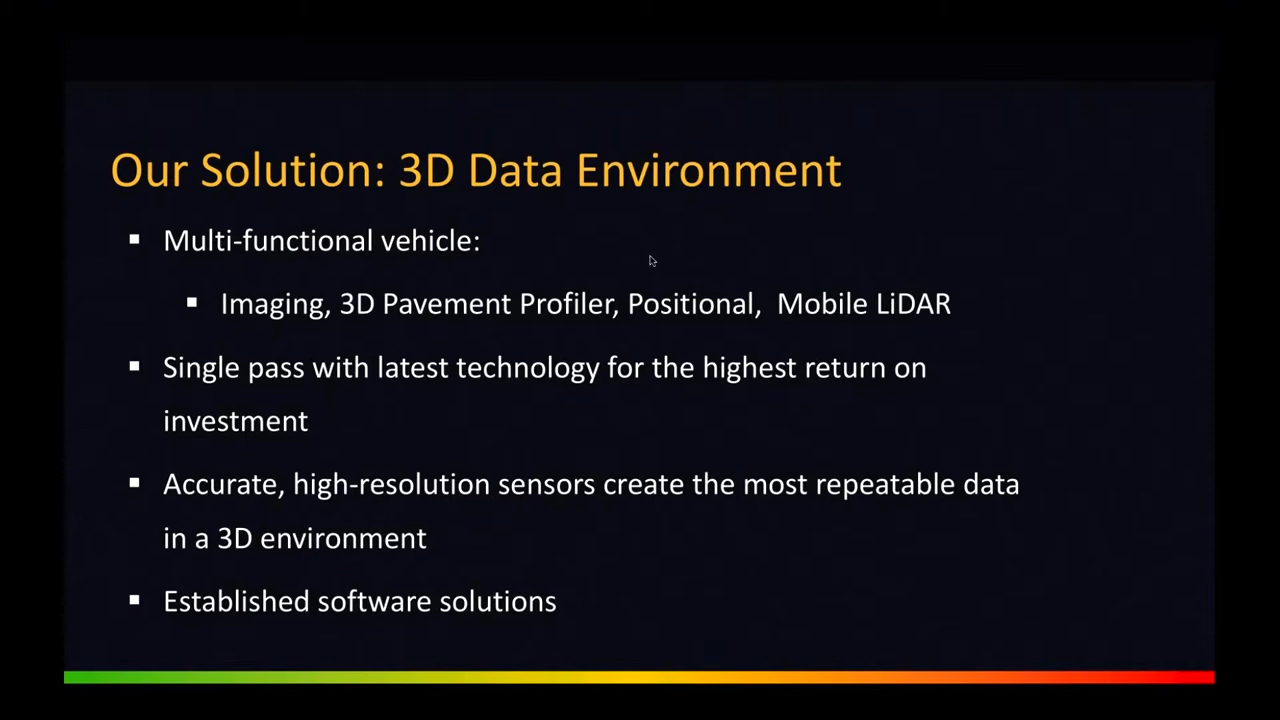 Our Solution: 3D Data Environment
▪ Multi-functional vehicle:
▪ Imaging, 3D Pavement Profiler, Positional,  Mobile LiDAR
▪ Single pass with latest technology for the highest return on
investment
▪ Accurate, high-resolution sensors create the most repeatable data
in a 3D environment
▪ Established software solutions